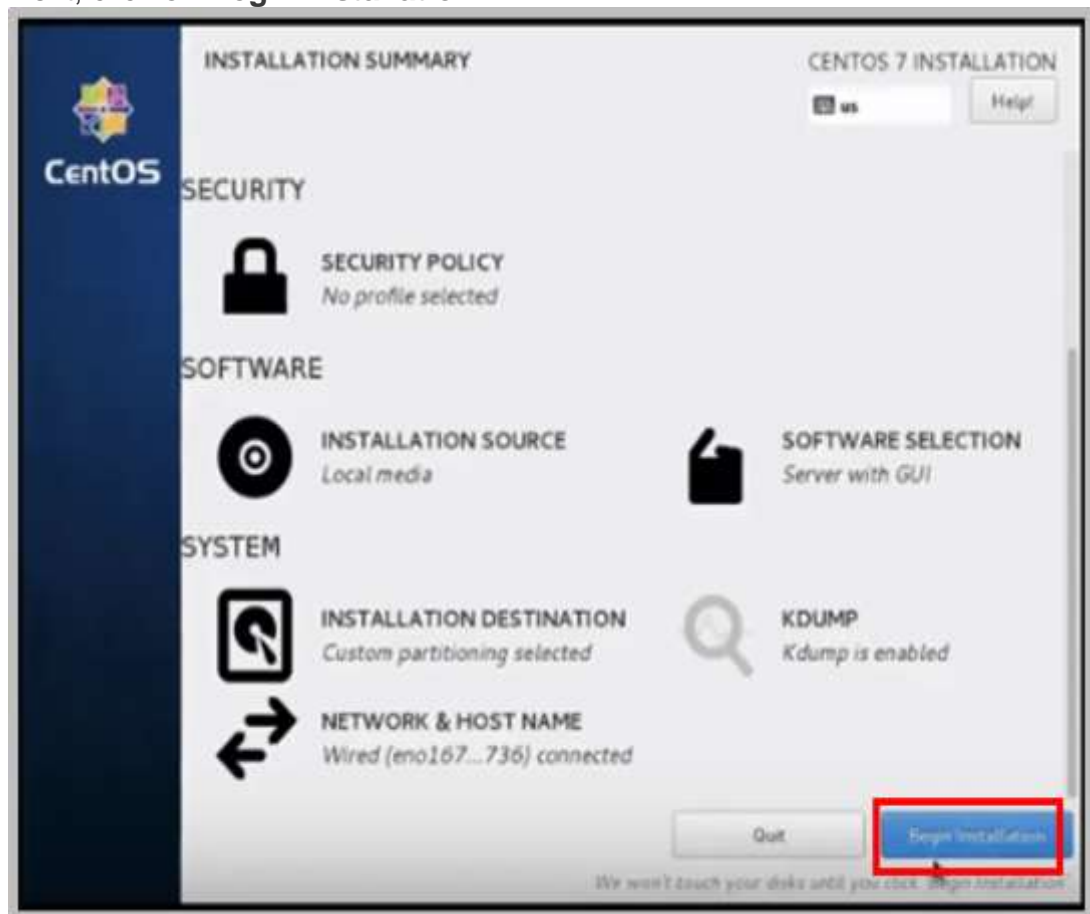 INSTALLATION SUMMARY
CENTOS 7 INSTALLATION
us
Help!
CentOS
SECURITY
SECURITY POLICY
No profile selected
SOFTWARE
INSTALLATION SOURCE
Local media
SOFTWARE SELECTION
Server with GUI
SYSTEM
INSTALLATION DESTINATION
Custom partitioning selected
KDUMP
Kdump is enabled
NETWORK & HOST NAME
Wired (eno167...736) connected
Quit
Begin Installation
We won't touch your disks until you click 'Begin Installation